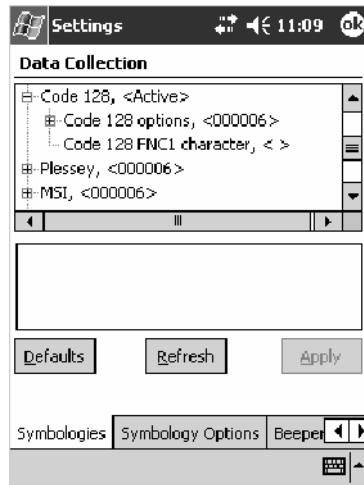 Settings 11:09 ok
Data Collection
Code 128, <Active>
Code 128 options, <000006>
Code 128 FNC1 character, < >
Plessey, <000006>
MSI, <000006>
Defaults Refresh Apply
Symbologies Symbology Options Beeper